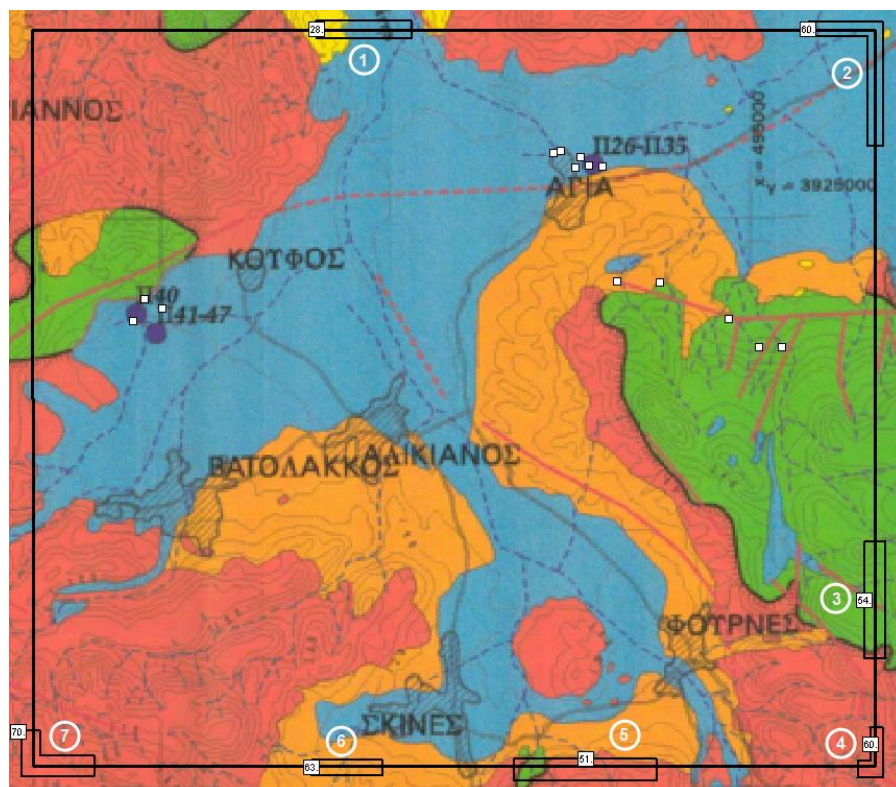 28.
60.
1
2
ΙΑΝΝΟΣ
Π26-Π35
x = 495000
ΑΓΙΑ
Y = 3925000
ΚΟΥΦΟΣ
Π40
Π41-47
ΑΛΙΚΙΑΝΟΣ
ΒΑΤΟΛΑΚΚΟΣ
54.
3
ΦΟΥΡΝΕΣ
ΣΚΙΝΕΣ
70.
7
6
5
4
60.
63.
51.